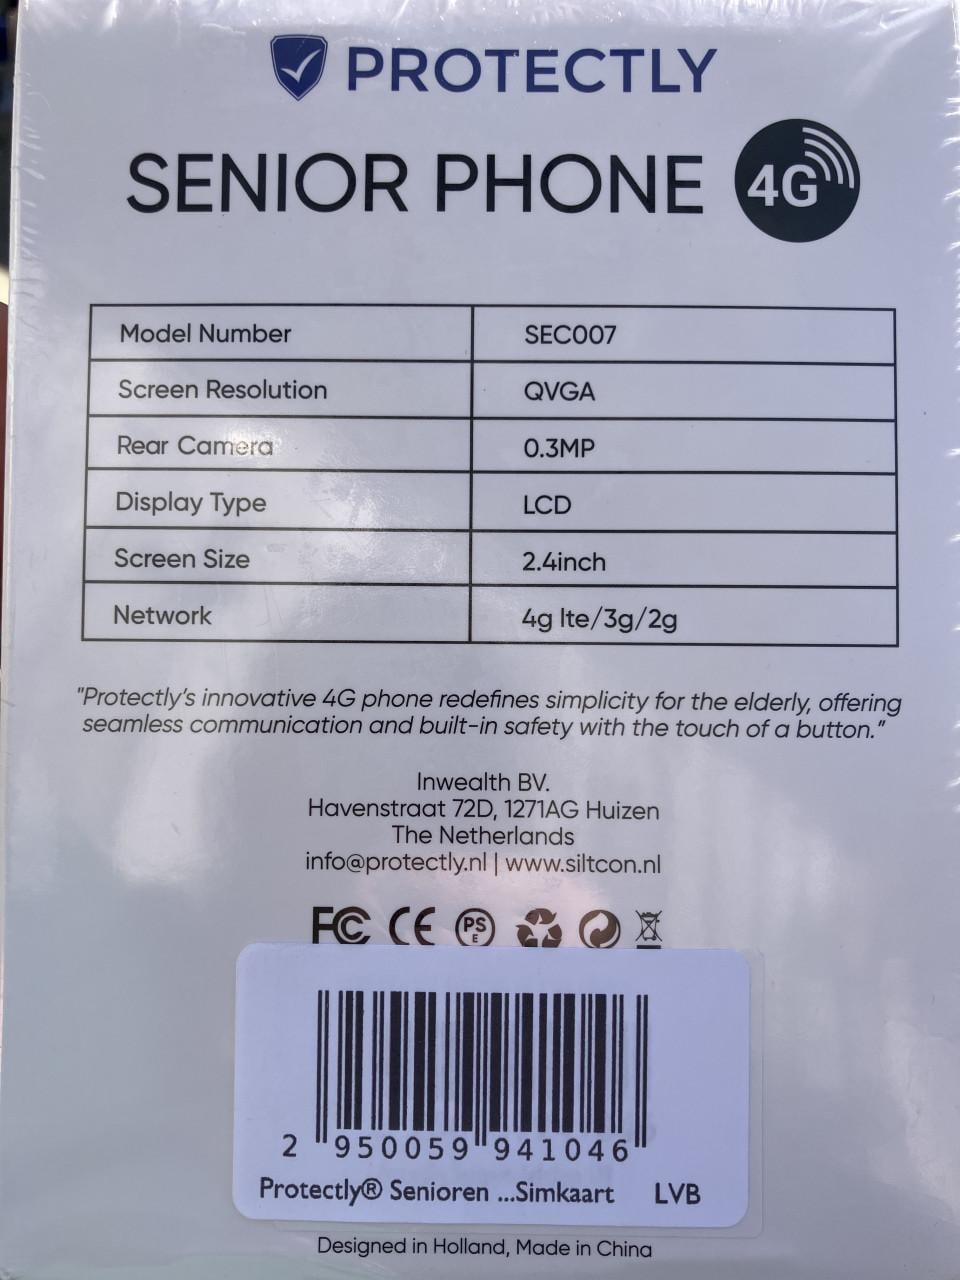 PROTECTLY
SENIOR PHONE 4G
Model Number SEC007
Screen Resolution QVGA
Rear Camera 0.3MP
Display Type LCD
Screen Size 2.4inch
Network 4g lte/3g/2g
"Protectly's innovative 4G phone redefines simplicity for the elderly, offering
seamless communication and built-in safety with the touch of a button."
Inwealth BV.
Havenstraat 72D, 1271AG Huizen
The Netherlands
info@protectly.nl | www.siltcon.nl
FC CE PS E
2 950059 941046
Protectly® Senioren ...Simkaart LVB
Designed in Holland, Made in China